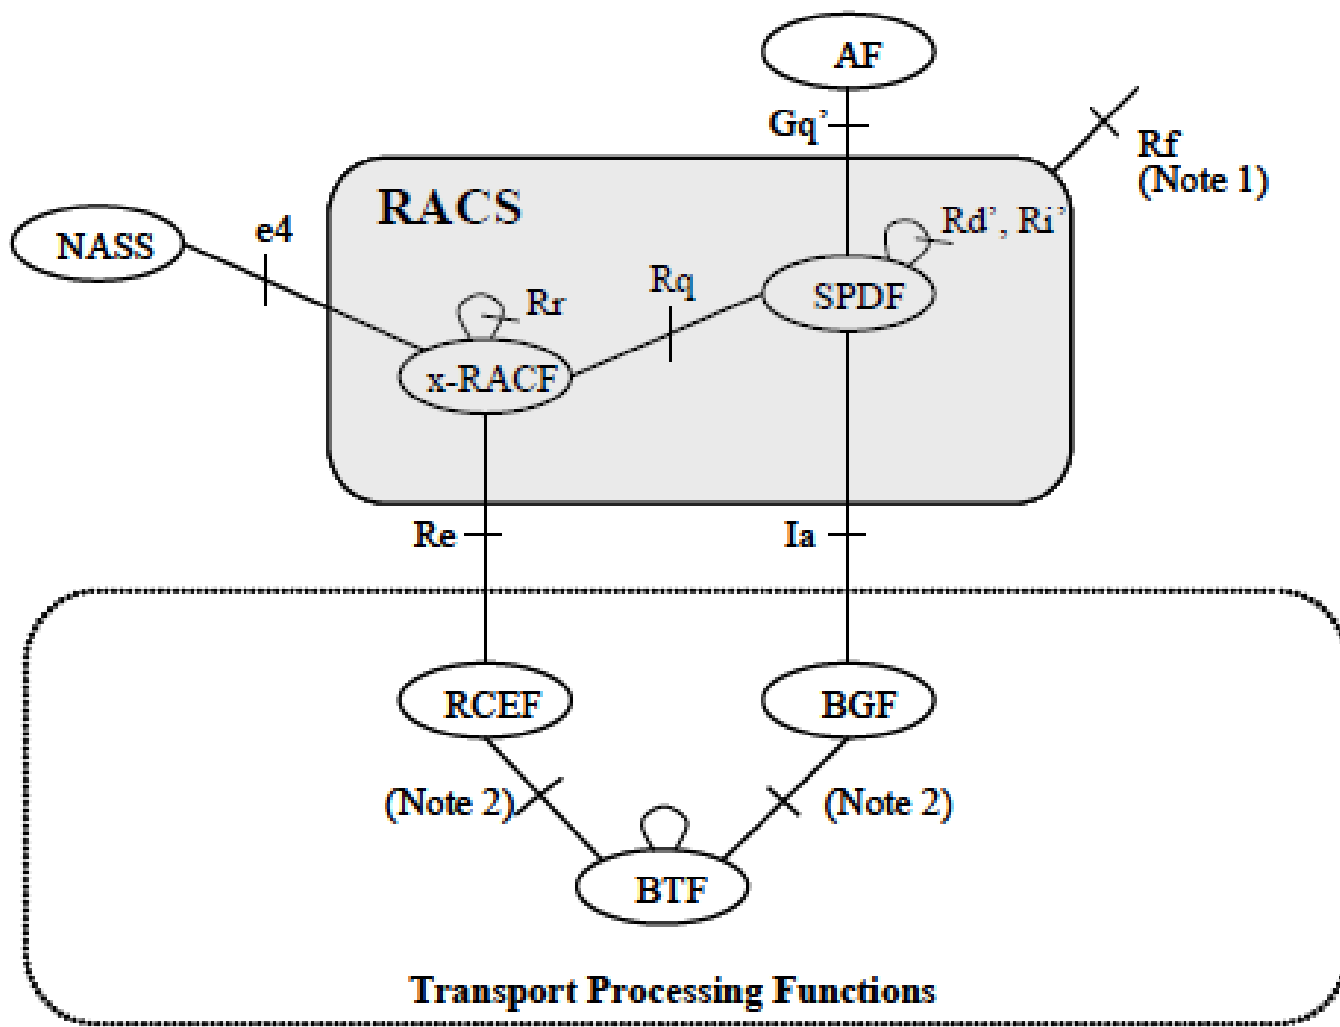 AF
Gq’
Rf
(Note 1)
RACS
e4
NASS
Rd’, Ri’
Rq
SPDF
Rr
x-RACF
Re
Ia
RCEF
BGF
(Note 2)
(Note 2)
BTF
Transport Processing Functions